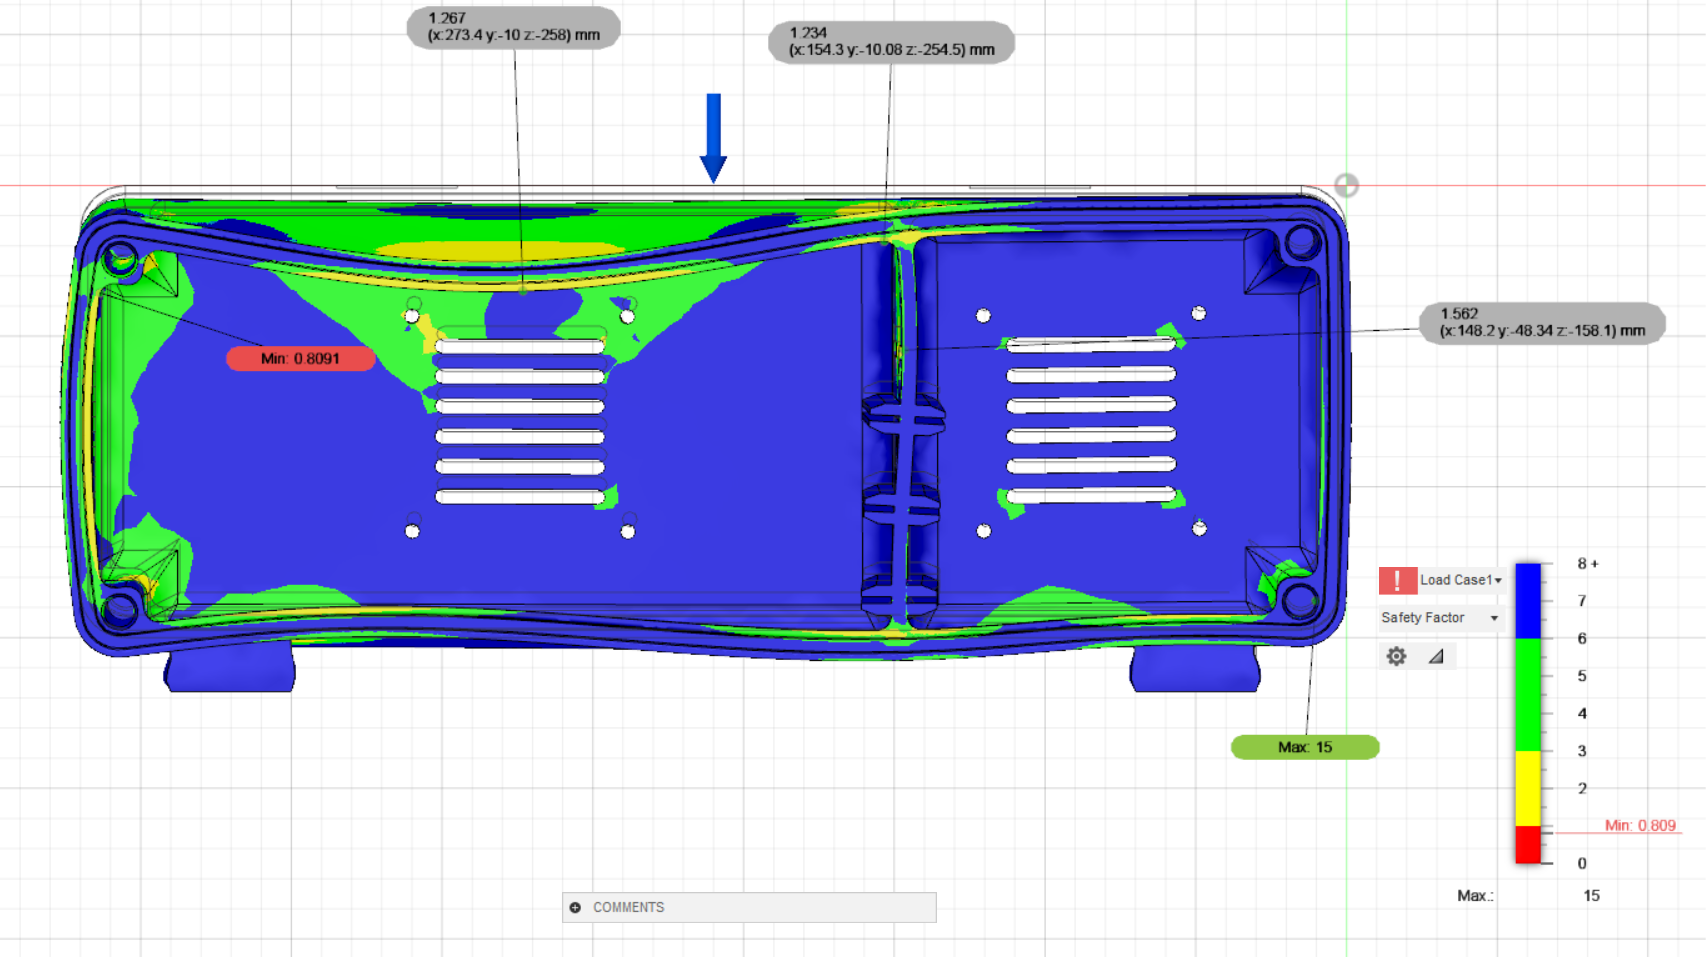 1.267
(x:273.4 y:-10 z:-258) mm
1.234
(x:154.3 y:-10.08 z:-254.5) mm
1.562
(x:148.2 y:-48.34 z:-158.1) mm
Min: 0.8091
Load Case1
Safety Factor
8 +
7
6
5
4
3
2
Min: 0.809
0
Max.: 15
Max: 15
COMMENTS